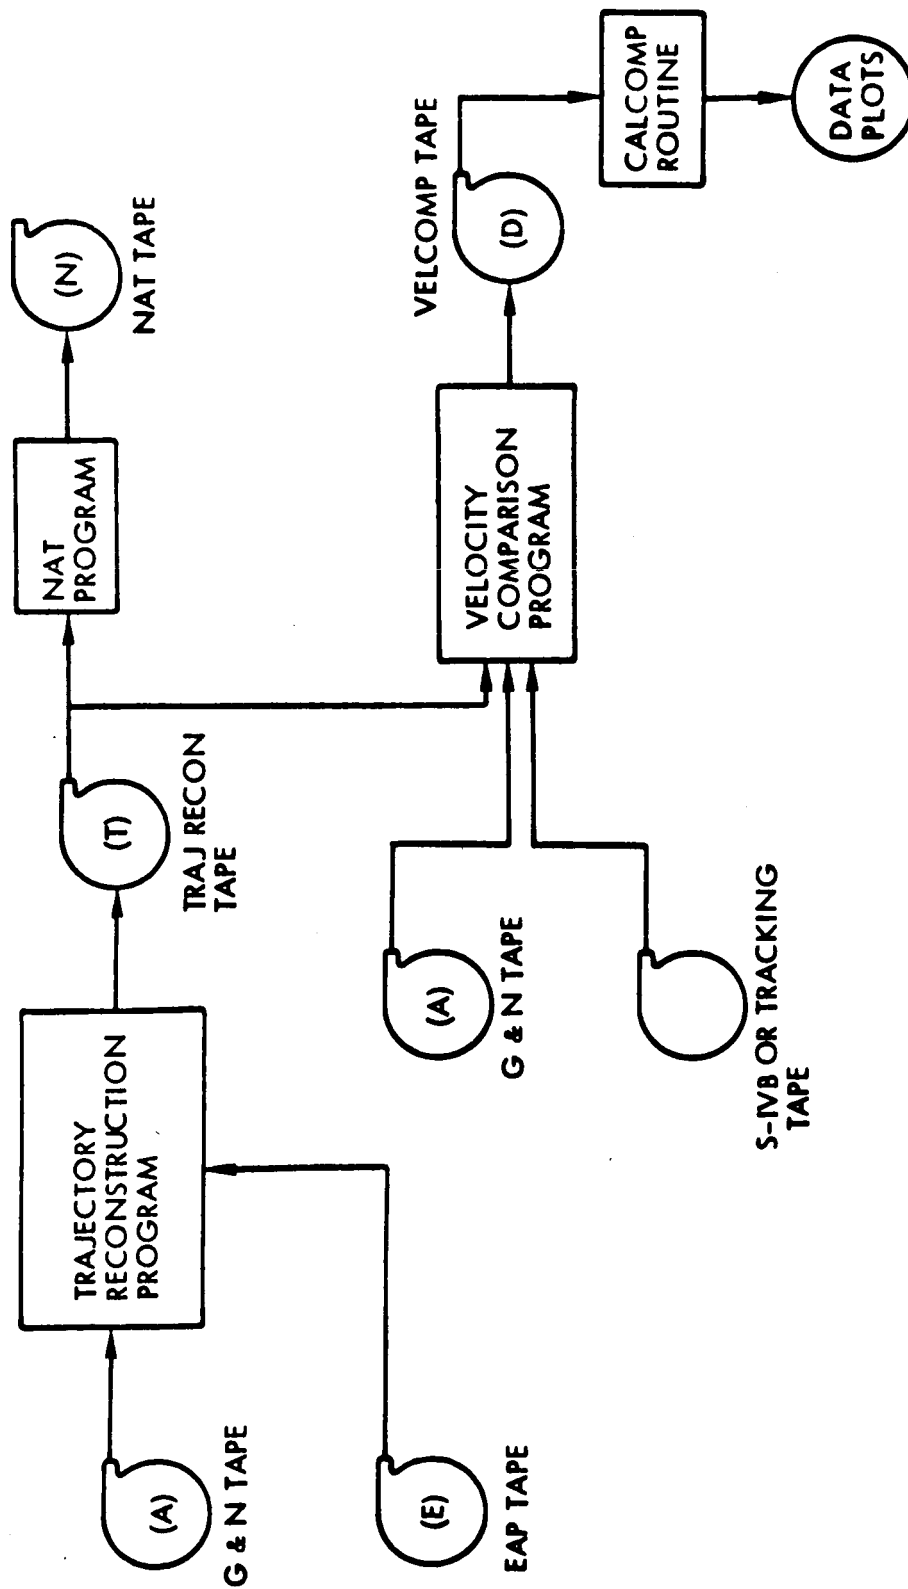 (A)
G & N TAPE
TRAJECTORY
RECONSTRUCTION
PROGRAM
(E)
EAP TAPE
(T)
TRAJ RECON
TAPE
NAT
PROGRAM
(N)
NAT TAPE
(A)
G & N TAPE
S-IVB OR TRACKING
TAPE
VELOCITY
COMPARISON
PROGRAM
VELCOMP TAPE
(D)
CALCOMP
ROUTINE
DATA
PLOTS